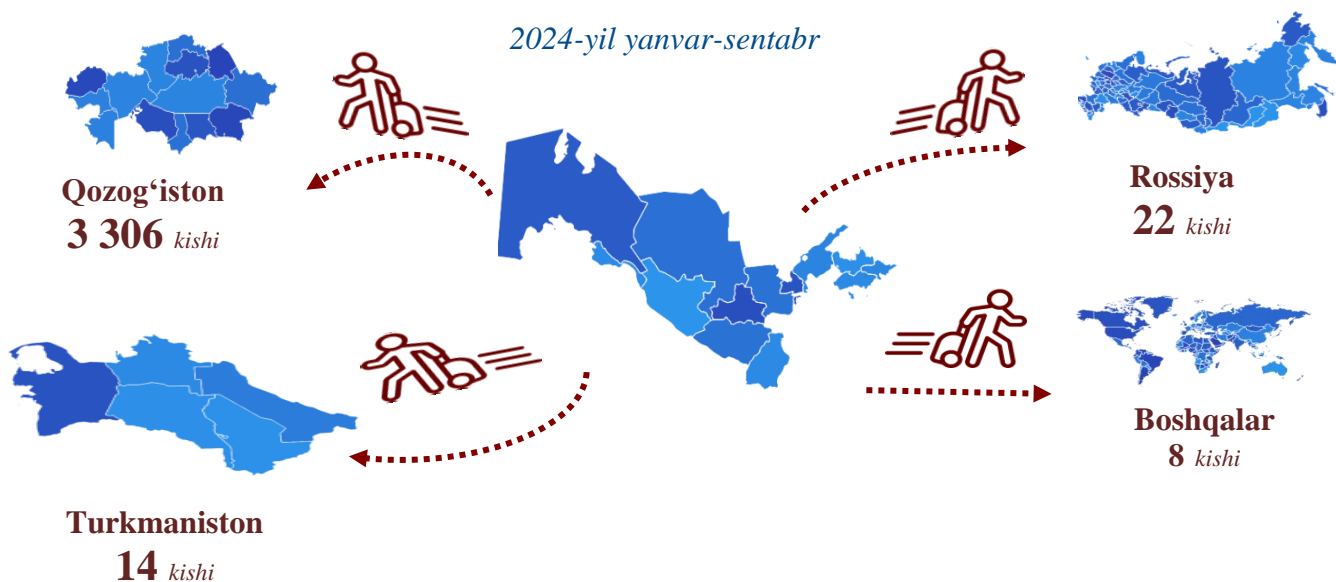 2024-yil yanvar-sentabr
Qozog‘iston
3 306 kishi
Rossiya
22 kishi
Boshqalar
8 kishi
Turkmaniston
14 kishi